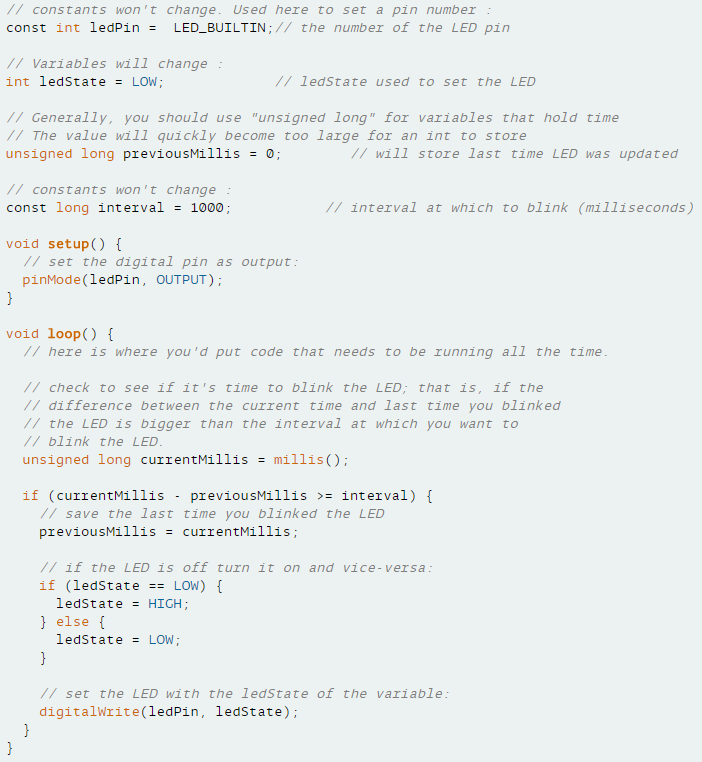 // constants won't change. Used here to set a pin number :
const int ledPin =  LED_BUILTIN;// the number of the LED pin

// Variables will change :
int ledState = LOW;             // ledState used to set the LED

// Generally, you should use "unsigned long" for variables that hold time
// The value will quickly become too large for an int to store
unsigned long previousMillis = 0;        // will store last time LED was updated

// constants won't change :
const long interval = 1000;           // interval at which to blink (milliseconds)

void setup() {
  // set the digital pin as output:
  pinMode(ledPin, OUTPUT);
}

void loop() {
  // here is where you'd put code that needs to be running all the time.

  // check to see if it's time to blink the LED; that is, if the
  // difference between the current time and last time you blinked
  // the LED is bigger than the interval at which you want to
  // blink the LED.
  unsigned long currentMillis = millis();

  if (currentMillis - previousMillis >= interval) {
    // save the last time you blinked the LED
    previousMillis = currentMillis;

    // if the LED is off turn it on and vice-versa:
    if (ledState == LOW) {
      ledState = HIGH;
    } else {
      ledState = LOW;
    }

    // set the LED with the ledState of the variable:
    digitalWrite(ledPin, ledState);
  }
}